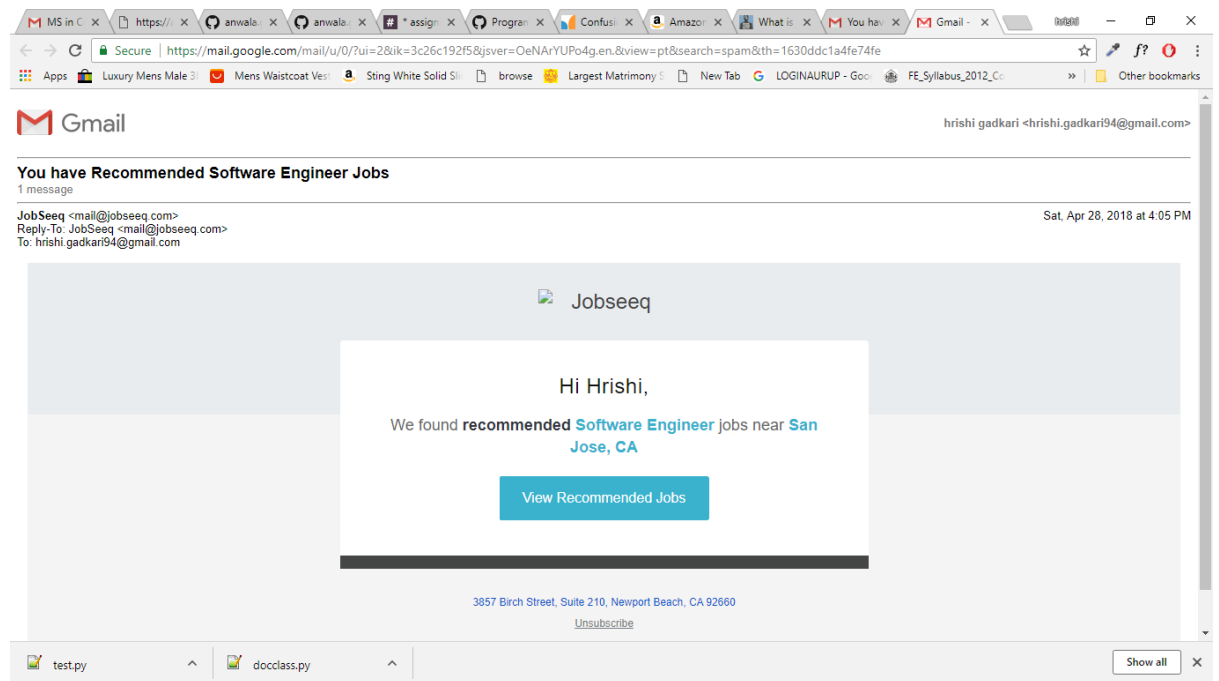 MS in C
https://
anwala.
anwala.
* assign
Progran
Confusi
Amazon
What is
You hav
Gmail -
Secure | https://mail.google.com/mail/u/0/?ui=2&ik=3c26c192f5&jsver=OeNArYUPo4g.en.&view=pt&search=spam&th=1630ddc1a4fe74fe
f?
Apps Luxury Mens Male 3 Mens Waistcoat Vest Sting White Solid Sli browse Largest Matrimony S New Tab LOGINAURUP - Goo FE_Syllabus_2012_Co » Other bookmarks
Gmail
hrishi gadkari <hrishi.gadkari94@gmail.com>
You have Recommended Software Engineer Jobs
1 message
JobSeeq <mail@jobseeq.com> Sat, Apr 28, 2018 at 4:05 PM
Reply-To: JobSeeq <mail@jobseeq.com>
To: hrishi.gadkari94@gmail.com
Jobseeq
Hi Hrishi,
We found recommended Software Engineer jobs near San
Jose, CA
View Recommended Jobs
3857 Birch Street, Suite 210, Newport Beach, CA 92660
Unsubscribe
test.py docclass.py Show all